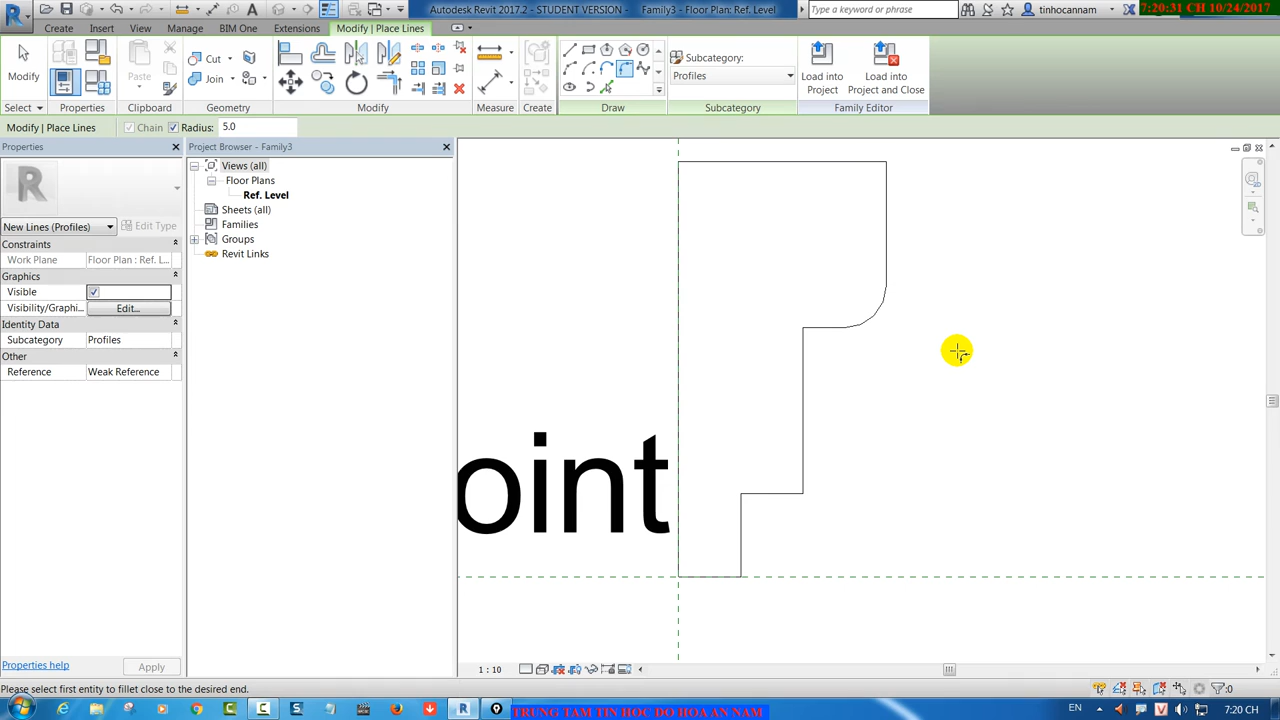 Autodesk Revit 2017.2 - STUDENT VERSION - Family3 - Floor Plan: Ref. Level
Type a keyword or phrase
tinhocannam
7:20:31 CH 10/24/2017
Create Insert View Manage BIM One Extensions Modify | Place Lines
Modify
Paste
Cut
Join
Subcategory:
Profiles
Load into
Project
Load into
Project and Close
Select Properties Clipboard Geometry Modify Measure Create Draw Subcategory Family Editor
Modify | Place Lines
Chain
Radius: 5.0
Properties
Project Browser - Family3
New Lines (Profiles)
Edit Type
Constraints
Work Plane Floor Plan : Ref. L...
Graphics
Visible
Visibility/Graphi... Edit...
Identity Data
Subcategory Profiles
Other
Reference Weak Reference
Properties help
Apply
Views (all)
Floor Plans
Ref. Level
Sheets (all)
Families
Groups
Revit Links
oint
1 : 10
Please select first entity to fillet close to the desired end.
:0
TRUNG TAM TIN HOC DO HOA AN NAM
EN
7:20 CH